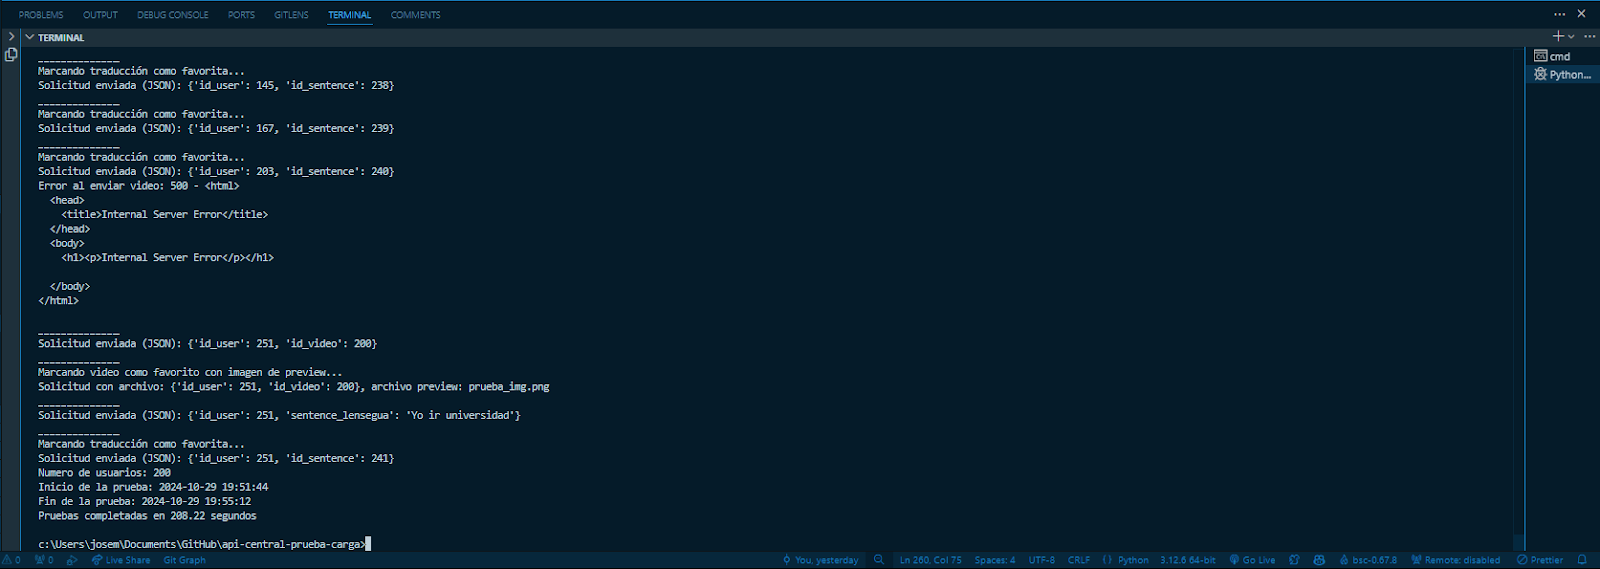 PROBLEMS OUTPUT DEBUG CONSOLE PORTS GITLENS TERMINAL COMMENTS
TERMINAL
______________
Marcando traducción como favorita...
Solicitud enviada (JSON): {'id_user': 145, 'id_sentence': 238}
______________
Marcando traducción como favorita...
Solicitud enviada (JSON): {'id_user': 167, 'id_sentence': 239}
______________
Marcando traducción como favorita...
Solicitud enviada (JSON): {'id_user': 203, 'id_sentence': 240}
Error al enviar video: 500 - <html>
  <head>
    <title>Internal Server Error</title>
  </head>
  <body>
    <h1><p>Internal Server Error</p></h1>

  </body>
</html>

______________
Solicitud enviada (JSON): {'id_user': 251, 'id_video': 200}
______________
Marcando video como favorito con imagen de preview...
Solicitud con archivo: {'id_user': 251, 'id_video': 200}, archivo preview: prueba_img.png
______________
Solicitud enviada (JSON): {'id_user': 251, 'sentence_lensegua': 'Yo ir universidad'}
______________
Marcando traducción como favorita...
Solicitud enviada (JSON): {'id_user': 251, 'id_sentence': 241}
Numero de usuarios: 200
Inicio de la prueba: 2024-10-29 19:51:44
Fin de la prueba: 2024-10-29 19:55:12
Pruebas completadas en 208.22 segundos

c:\Users\josem\Documents\GitHub\api-central-prueba-carga>
cmd
Python...
0 0 Live Share Git Graph You, yesterday Ln 260, Col 75 Spaces: 4 UTF-8 CRLF Python 3.12.6 64-bit Go Live bsc-0.67.8 Remote: disabled Prettier